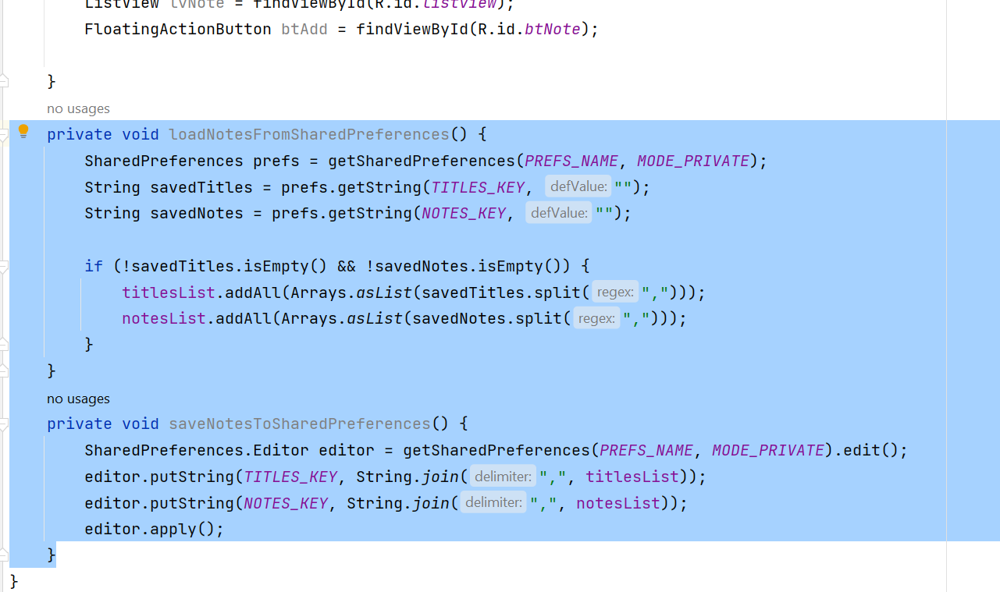 ListView lvNote = findViewById(R.id.listview);
FloatingActionButton btAdd = findViewById(R.id.btNote);
}
no usages
private void loadNotesFromSharedPreferences() {
SharedPreferences prefs = getSharedPreferences(PREFS_NAME, MODE_PRIVATE);
String savedTitles = prefs.getString(TITLES_KEY, defValue: "");
String savedNotes = prefs.getString(NOTES_KEY, defValue: "");
if (!savedTitles.isEmpty() && !savedNotes.isEmpty()) {
titlesList.addAll(Arrays.asList(savedTitles.split( regex: ",")));
notesList.addAll(Arrays.asList(savedNotes.split( regex: ",")));
}
}
no usages
private void saveNotesToSharedPreferences() {
SharedPreferences.Editor editor = getSharedPreferences(PREFS_NAME, MODE_PRIVATE).edit();
editor.putString(TITLES_KEY, String.join( delimiter: ",", titlesList));
editor.putString(NOTES_KEY, String.join( delimiter: ",", notesList));
editor.apply();
}
}